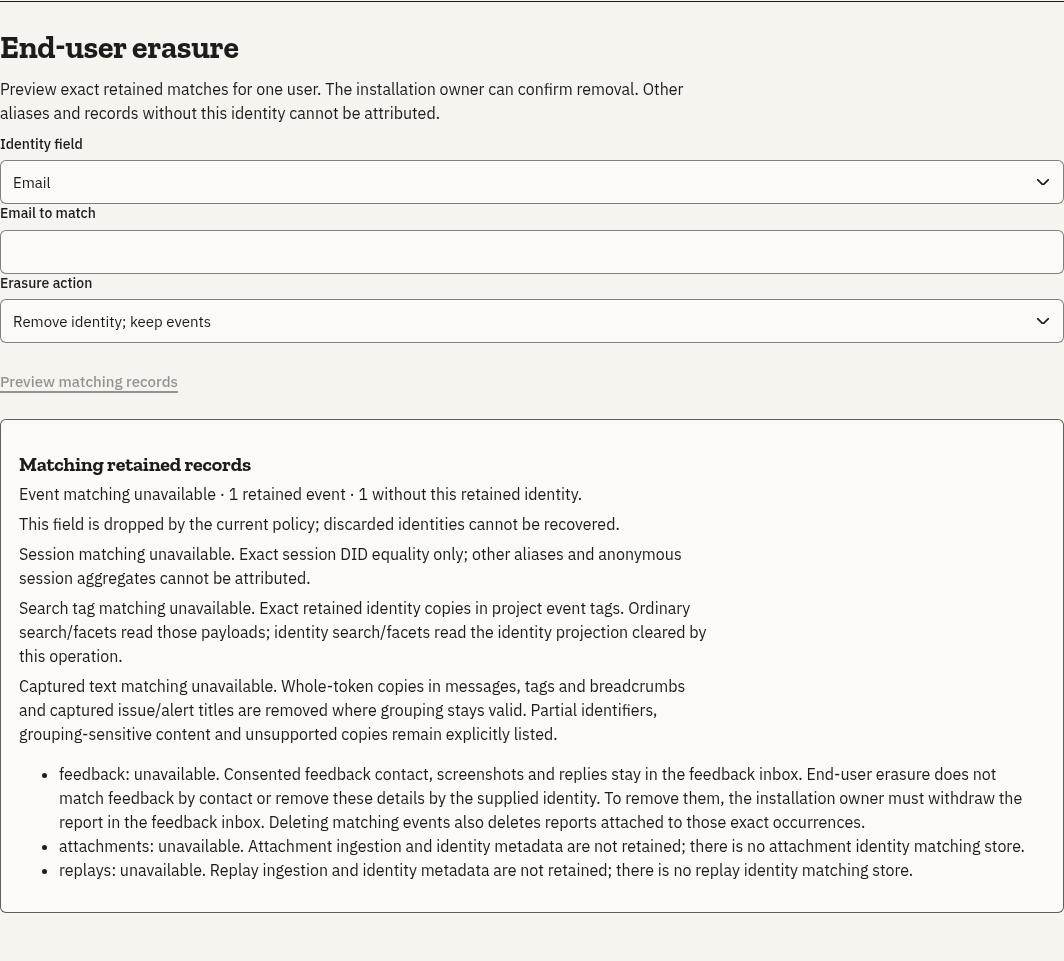 End-user erasure
Preview exact retained matches for one user. The installation owner can confirm removal. Other
aliases and records without this identity cannot be attributed.
Identity field
Email
Email to match
Erasure action
Remove identity; keep events
Preview matching records
Matching retained records
Event matching unavailable · 1 retained event · 1 without this retained identity.
This field is dropped by the current policy; discarded identities cannot be recovered.
Session matching unavailable. Exact session DID equality only; other aliases and anonymous
session aggregates cannot be attributed.
Search tag matching unavailable. Exact retained identity copies in project event tags. Ordinary
search/facets read those payloads; identity search/facets read the identity projection cleared by
this operation.
Captured text matching unavailable. Whole-token copies in messages, tags and breadcrumbs
and captured issue/alert titles are removed where grouping stays valid. Partial identifiers,
grouping-sensitive content and unsupported copies remain explicitly listed.
• feedback: unavailable. Consented feedback contact, screenshots and replies stay in the feedback inbox. End-user erasure does not
match feedback by contact or remove these details by the supplied identity. To remove them, the installation owner must withdraw the
report in the feedback inbox. Deleting matching events also deletes reports attached to those exact occurrences.
• attachments: unavailable. Attachment ingestion and identity metadata are not retained; there is no attachment identity matching store.
• replays: unavailable. Replay ingestion and identity metadata are not retained; there is no replay identity matching store.